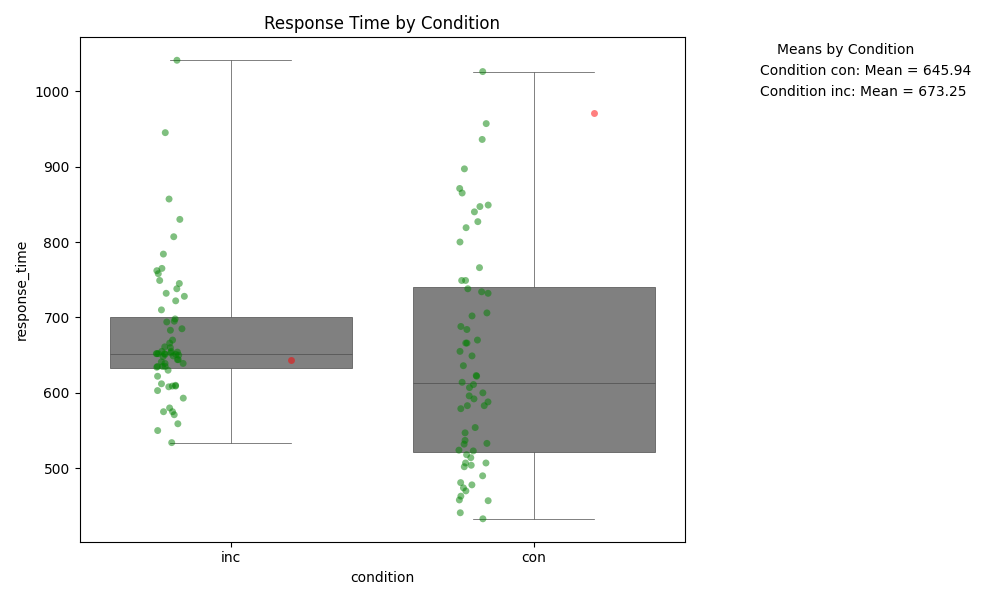 Response Time by Condition
Means by Condition
Condition con: Mean = 645.94
Condition inc: Mean = 673.25
response_time
1000
900
800
700
600
500
inc
con
condition